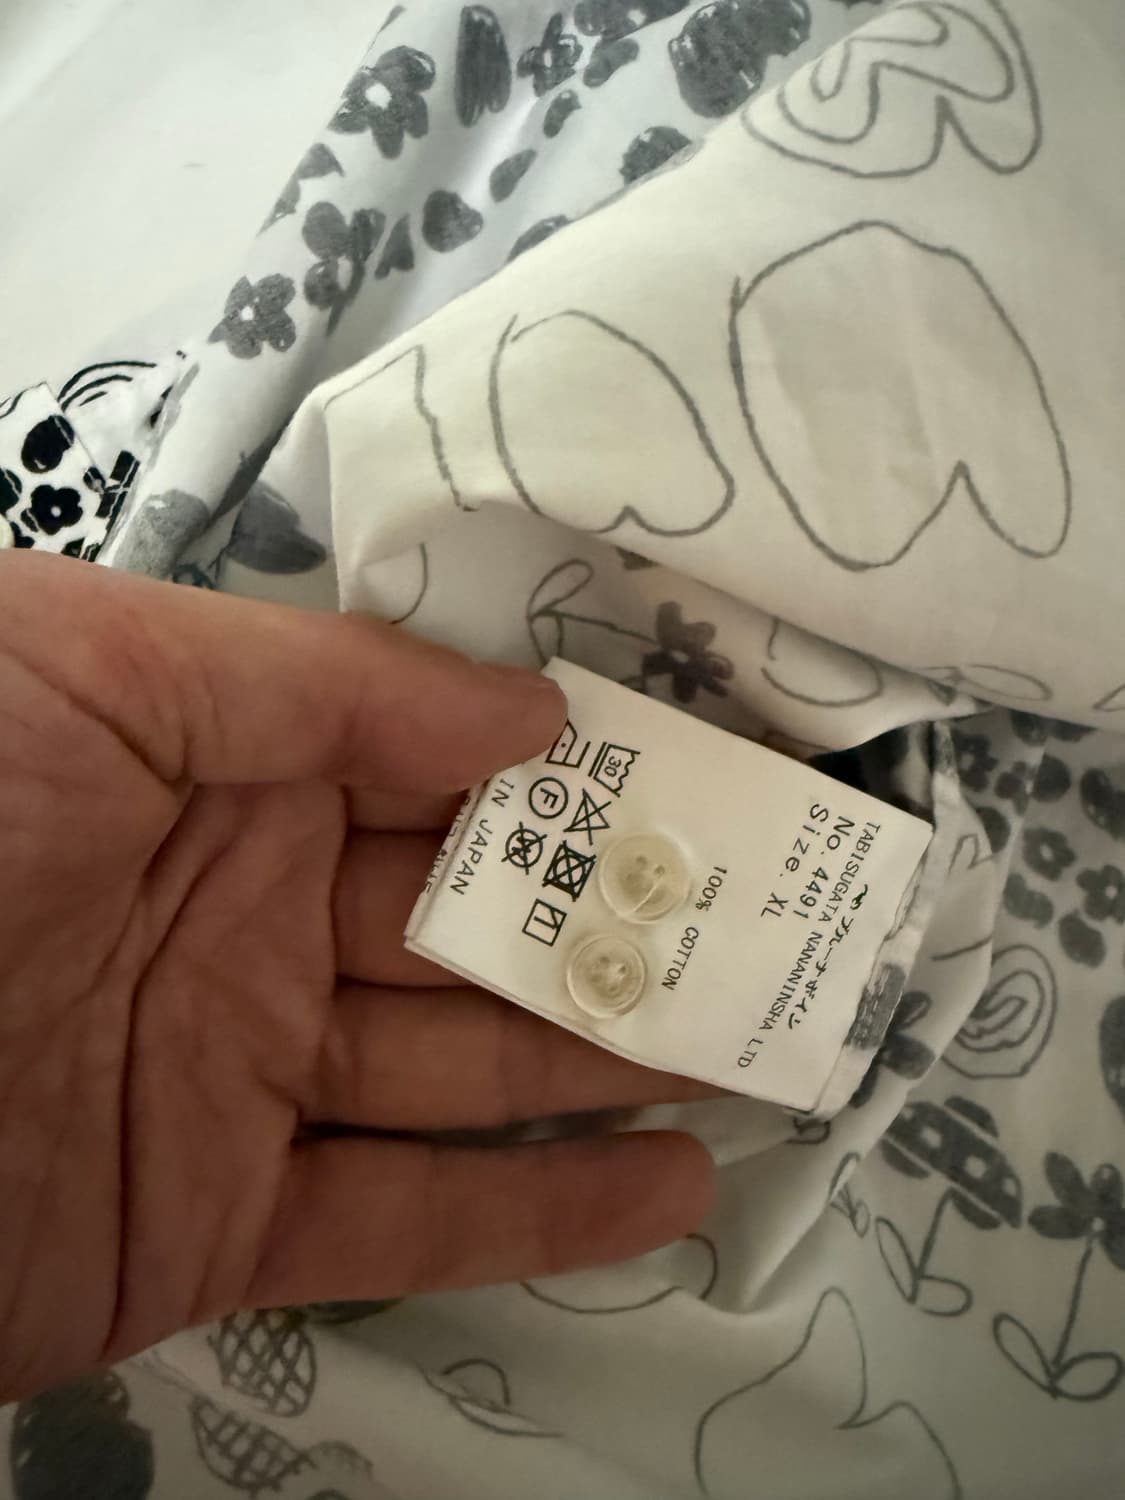 TABISUGATA NANANINSHA LTD
NO. 4491
Size. XL
100% COTTON
30
F
W
IN JAPAN